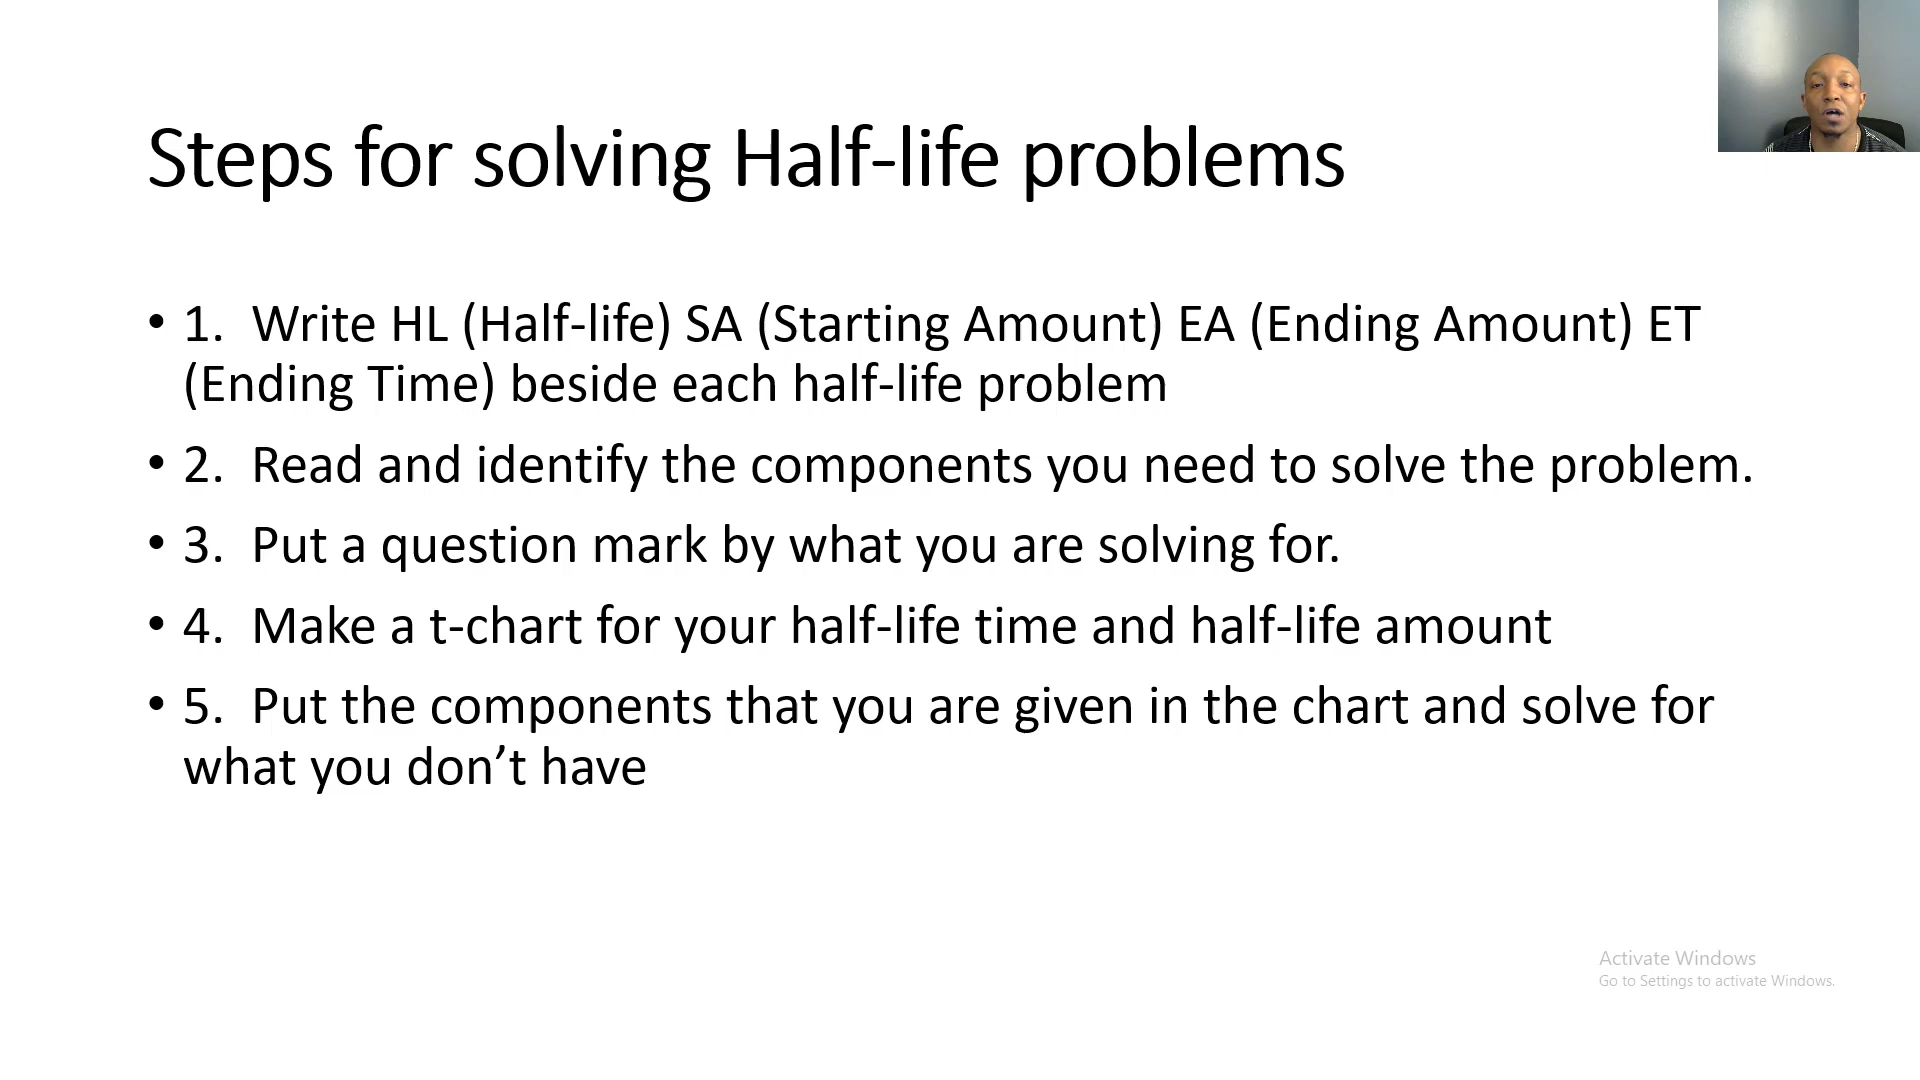 Steps for solving Half-life problems
• 1.  Write HL (Half-life) SA (Starting Amount) EA (Ending Amount) ET
(Ending Time) beside each half-life problem
• 2.  Read and identify the components you need to solve the problem.
• 3.  Put a question mark by what you are solving for.
• 4.  Make a t-chart for your half-life time and half-life amount
• 5.  Put the components that you are given in the chart and solve for
what you don’t have
Activate Windows
Go to Settings to activate Windows.